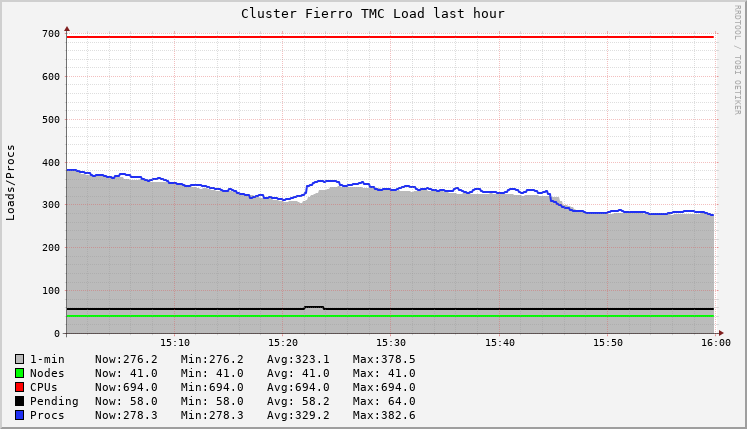 Cluster Fierro TMC Load last hour
RRDTOOL / TOBI OETIKER
Loads/Procs
700
600
500
400
300
200
100
0
15:10 15:20 15:30 15:40 15:50 16:00
1-min Now:276.2 Min:276.2 Avg:323.1 Max:378.5
Nodes Now: 41.0 Min: 41.0 Avg: 41.0 Max: 41.0
CPUs Now:694.0 Min:694.0 Avg:694.0 Max:694.0
Pending Now: 58.0 Min: 58.0 Avg: 58.2 Max: 64.0
Procs Now:278.3 Min:278.3 Avg:329.2 Max:382.6